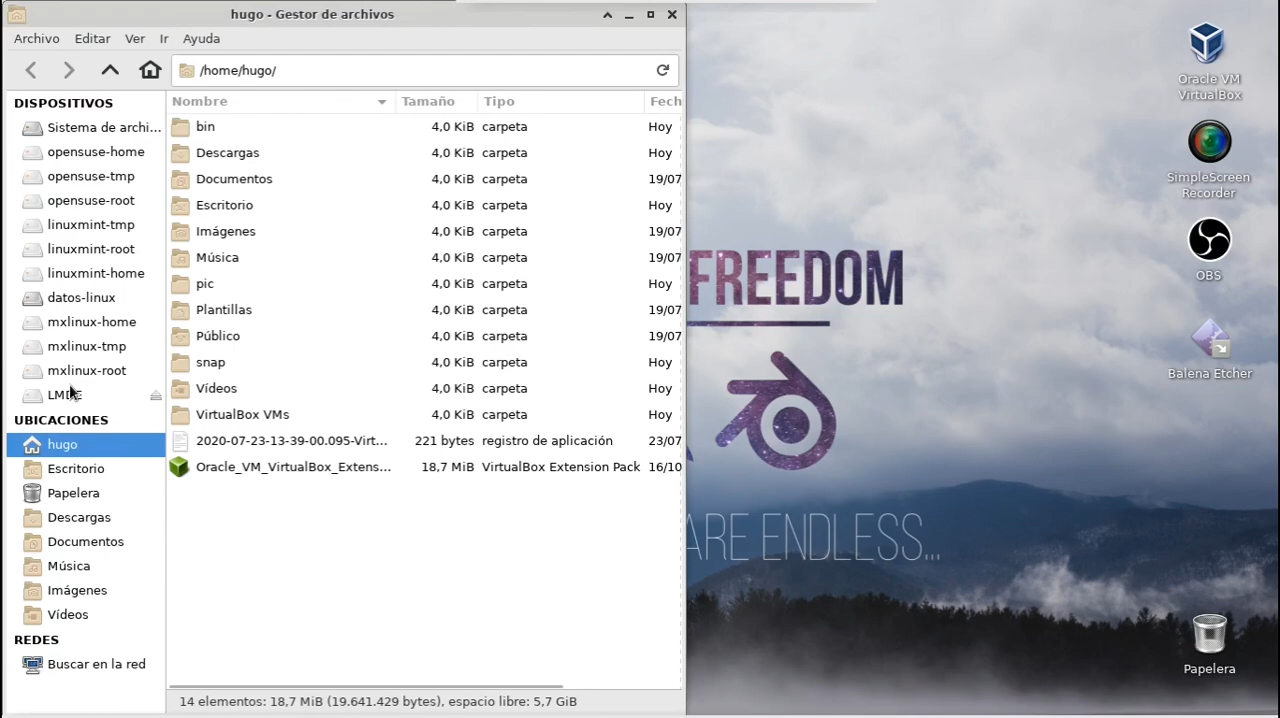 hugo - Gestor de archivos
Archivo Editar Ver Ir Ayuda
/home/hugo/
DISPOSITIVOS
Sistema de archi...
opensuse-home
opensuse-tmp
opensuse-root
linuxmint-tmp
linuxmint-root
linuxmint-home
datos-linux
mxlinux-home
mxlinux-tmp
mxlinux-root
UBICACIONES
hugo
Escritorio
Papelera
Descargas
Documentos
Música
Imágenes
Vídeos
REDES
Buscar en la red
Nombre Tamaño Tipo Fech
bin 4,0 KiB carpeta Hoy
Descargas 4,0 KiB carpeta Hoy
Documentos 4,0 KiB carpeta 19/07
Escritorio 4,0 KiB carpeta Hoy
Imágenes 4,0 KiB carpeta 19/07
Música 4,0 KiB carpeta 19/07
pic 4,0 KiB carpeta Hoy
Plantillas 4,0 KiB carpeta 19/07
Público 4,0 KiB carpeta 19/07
snap 4,0 KiB carpeta Hoy
Vídeos 4,0 KiB carpeta Hoy
VirtualBox VMs 4,0 KiB carpeta Hoy
2020-07-23-13-39-00.095-Virt... 221 bytes registro de aplicación 23/07
Oracle_VM_VirtualBox_Extens... 18,7 MiB VirtualBox Extension Pack 16/10
14 elementos: 18,7 MiB (19.641.429 bytes), espacio libre: 5,7 GiB
FREEDOM
ARE ENDLESS...
Oracle VM
VirtualBox
SimpleScreen
Recorder
OBS
Balena Etcher
Papelera